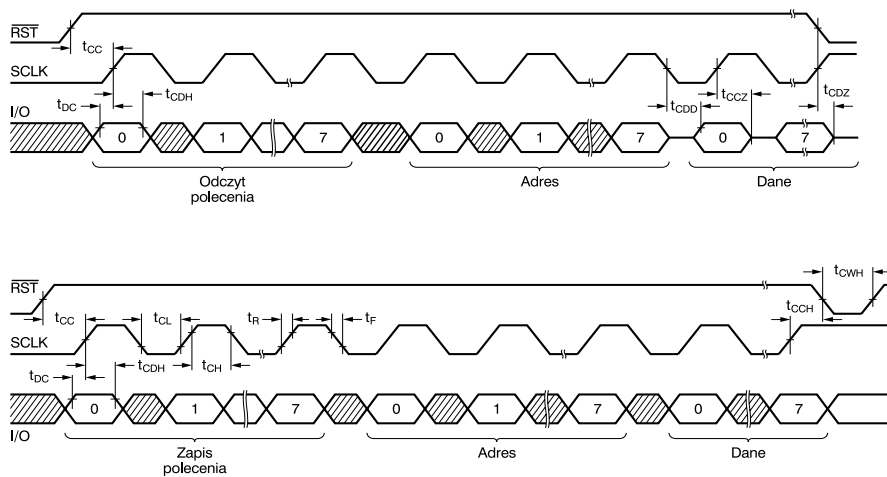 RST
tCC
SCLK
tDC
tCDH
tCDD
tCCZ
tCDZ
I/O
0 1 7 0 1 7 0 7
Odczyt
polecenia
Adres
Dane
RST
tCWH
tCC
tCL
tR
tF
tCCH
SCLK
tDC
tCDH
tCH
0 1 7 0 1 7 0 7
I/O
Zapis
polecenia
Adres
Dane